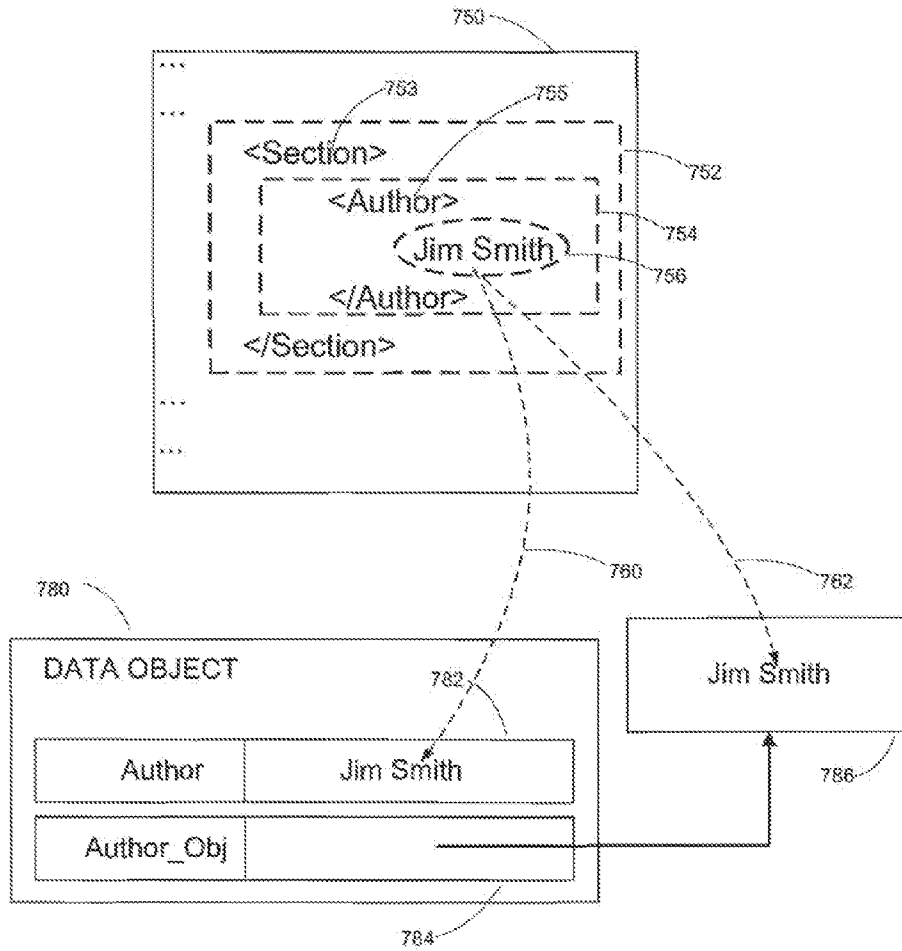 750
...
...
753
755
<Section>
752
<Author>
754
Jim Smith
756
</Author>
</Section>
...
...
760
762
780
DATA OBJECT
782
Jim Smith
Author
Jim Smith
786
Author_Obj
784